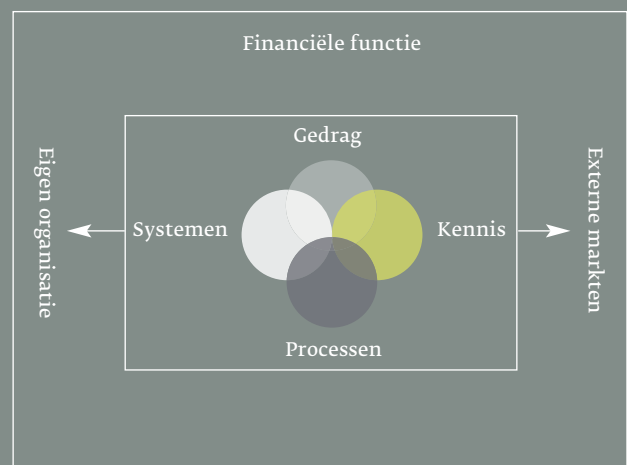 Financiële functie
Gedrag
Eigen organisatie
Systemen
Kennis
Externe markten
Processen